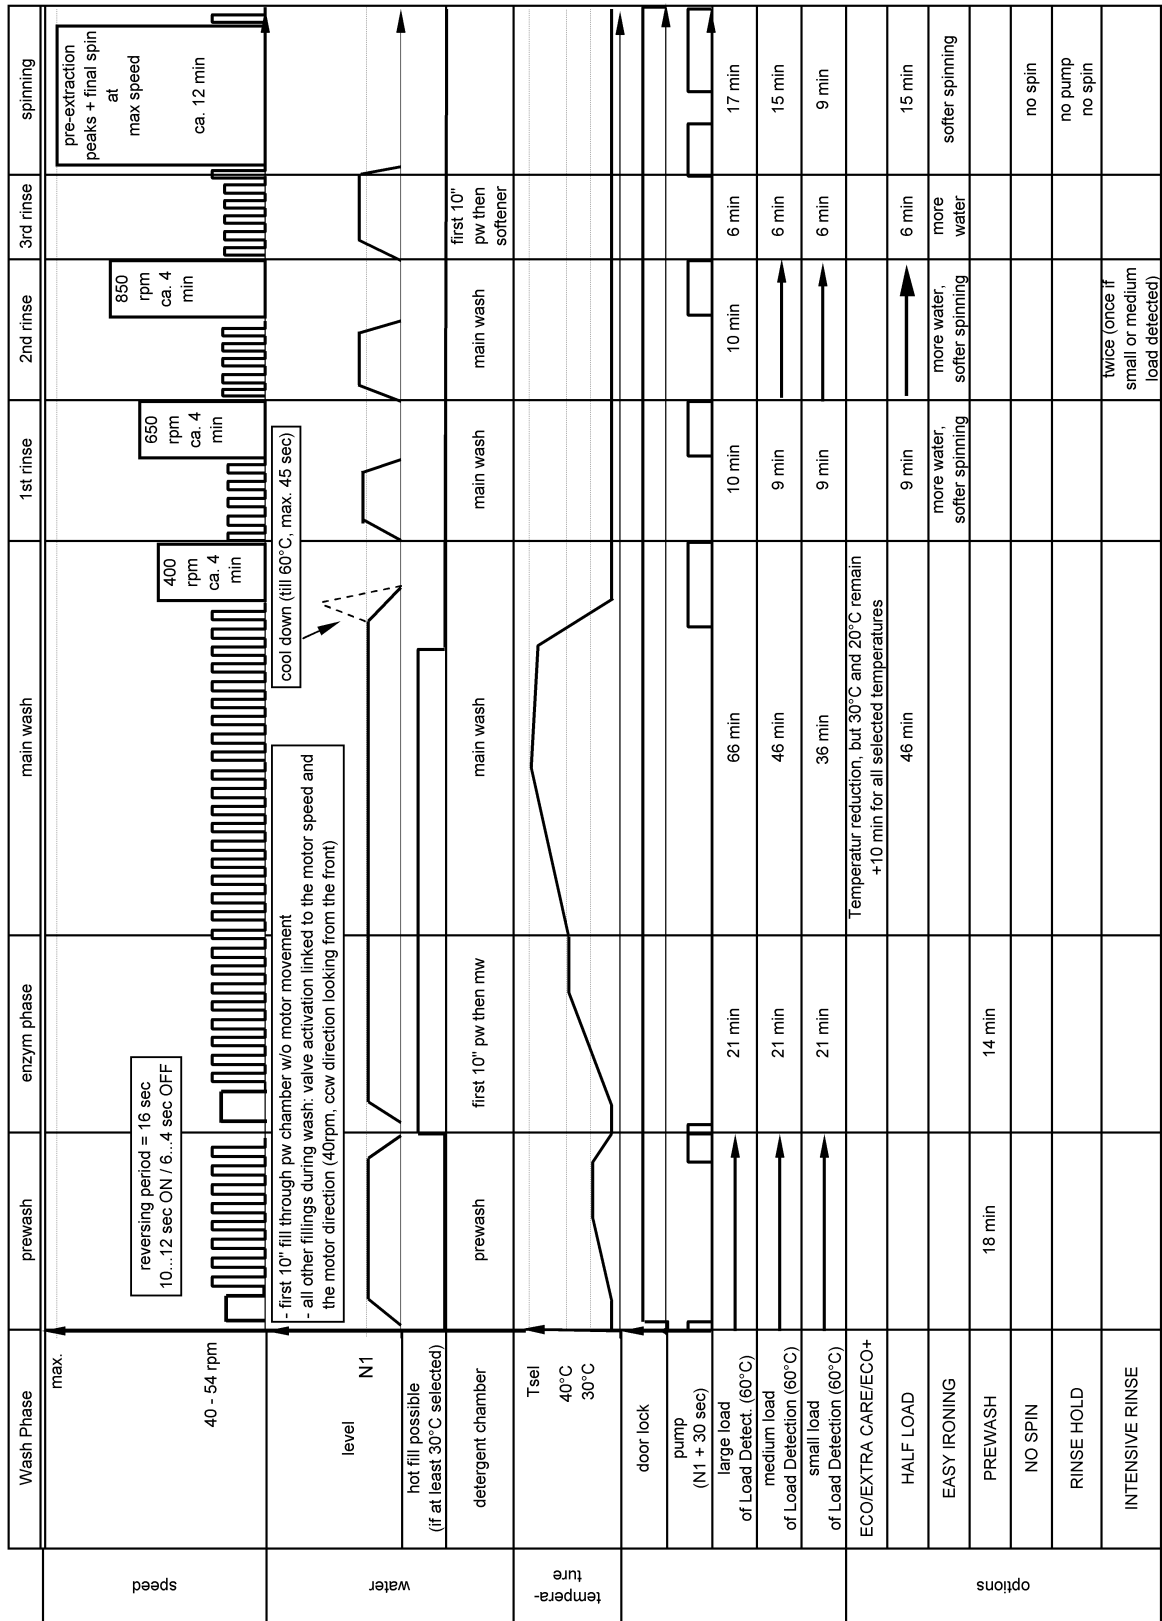 Wash Phase
prewash
enzym phase
main wash
1st rinse
2nd rinse
3rd rinse
spinning
speed
max.
40 - 54 rpm
reversing period = 16 sec
10...12 sec ON / 6...4 sec OFF
400
rpm
ca. 4
min
650
rpm
ca. 4
min
850
rpm
ca. 4
min
pre-extraction
peaks + final spin
at
max speed
ca. 12 min
water
level
N1
- first 10" fill through pw chamber w/o motor movement
- all other fillings during wash: valve activation linked to the motor speed and
the motor direction (40rpm, ccw direction looking from the front)
cool down (till 60°C, max. 45 sec)
hot fill possible
(if at least 30°C selected)
detergent chamber
prewash
first 10" pw then mw
main wash
main wash
main wash
first 10"
pw then
softener
tempera-
ture
Tsel
40°C
30°C
door lock
pump
(N1 + 30 sec)
large load
of Load Detect. (60°C)
21 min
66 min
10 min
10 min
6 min
17 min
medium load
of Load Detection (60°C)
21 min
46 min
9 min
6 min
15 min
small load
of Load Detection (60°C)
21 min
36 min
9 min
6 min
9 min
options
ECO/EXTRA CARE/ECO+
Temperatur reduction, but 30°C and 20°C remain
+10 min for all selected temperatures
HALF LOAD
46 min
9 min
6 min
15 min
EASY IRONING
more water,
softer spinning
more water,
softer spinning
more
water
softer spinning
PREWASH
18 min
14 min
NO SPIN
no spin
RINSE HOLD
no pump
no spin
INTENSIVE RINSE
twice (once if
small or medium
load detected)